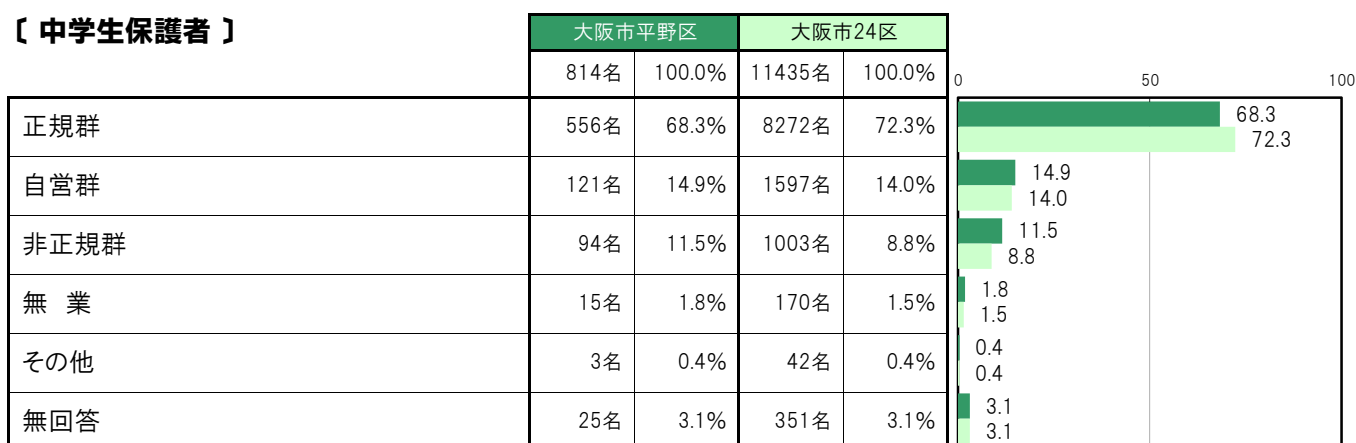 〔 中学生保護者 〕
大阪市平野区 大阪市24区
814名 100.0% 11435名 100.0%
0 50 100
正規群 556名 68.3% 8272名 72.3%
68.3
72.3
自営群 121名 14.9% 1597名 14.0%
14.9
14.0
非正規群 94名 11.5% 1003名 8.8%
11.5
8.8
無 業 15名 1.8% 170名 1.5%
1.8
1.5
その他 3名 0.4% 42名 0.4%
0.4
0.4
無回答 25名 3.1% 351名 3.1%
3.1
3.1